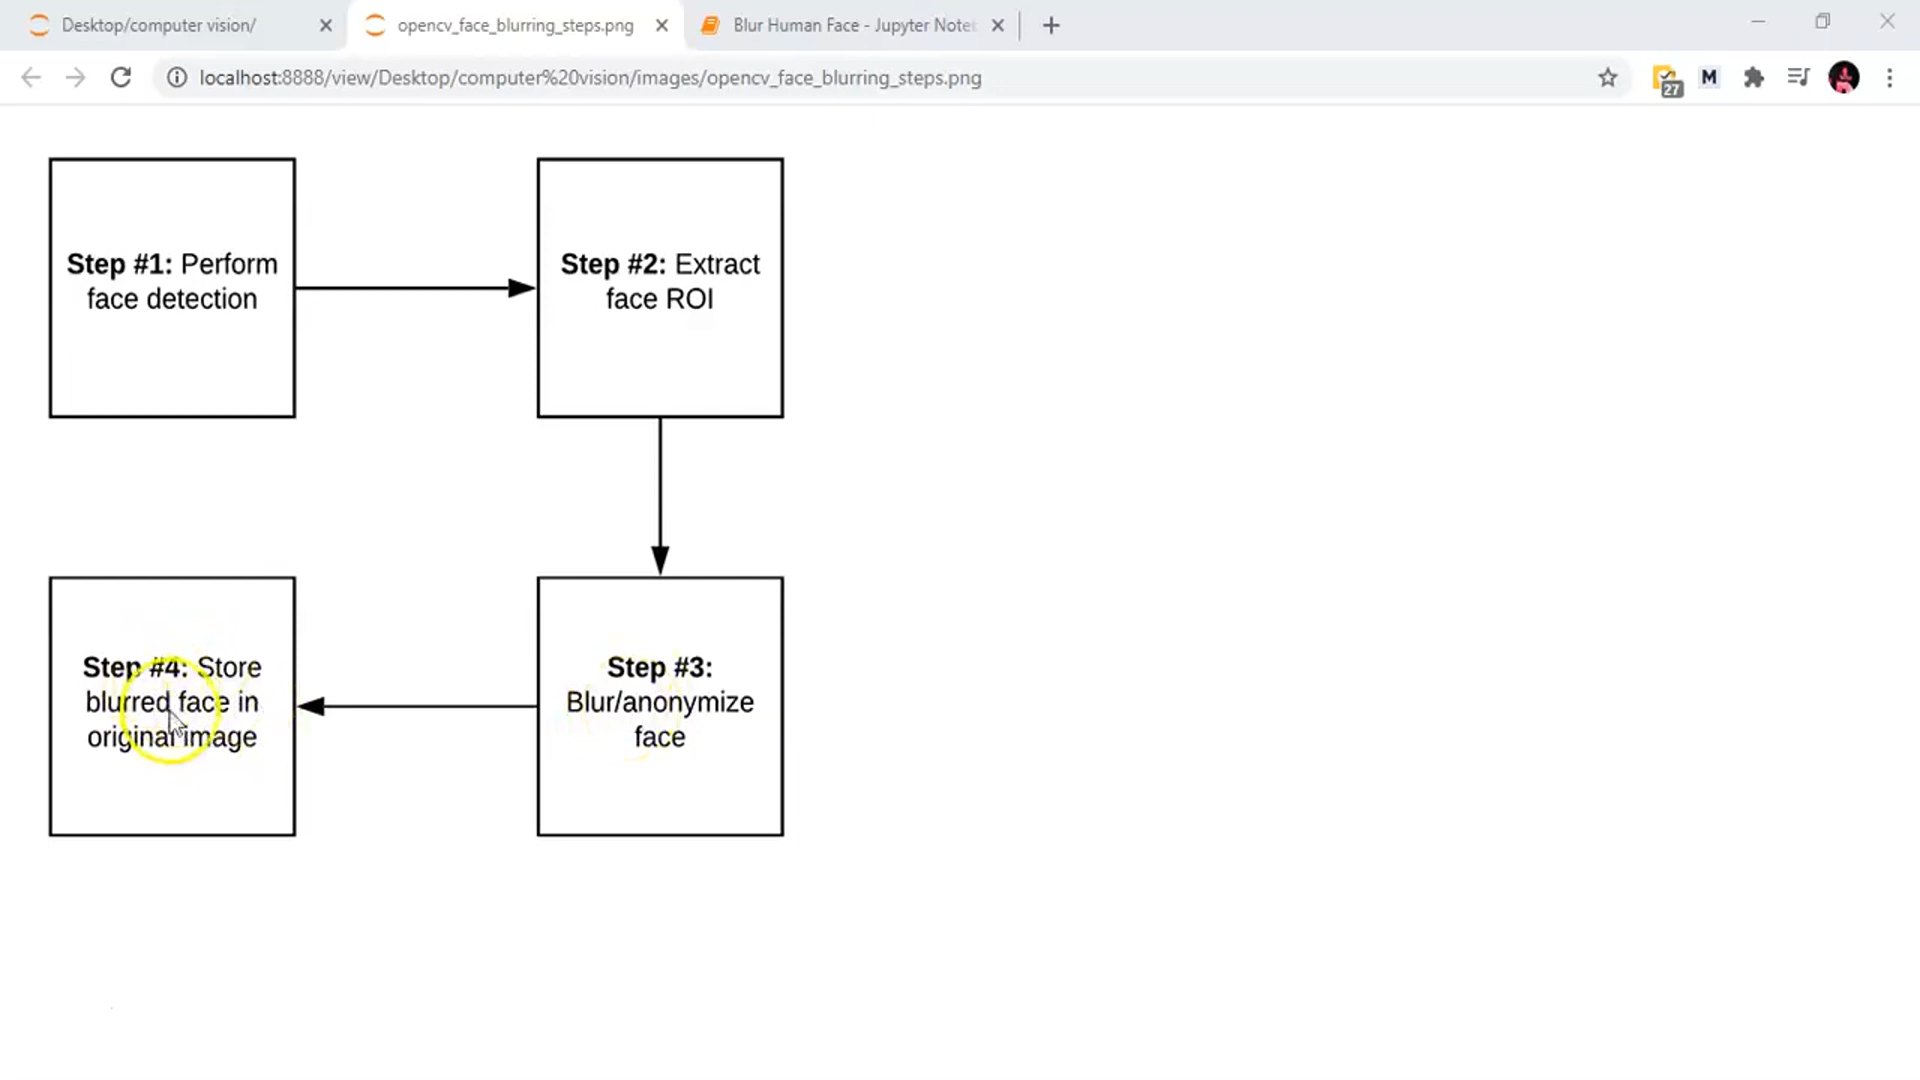 Desktop/computer vision/
opencv_face_blurring_steps.png
Blur Human Face - Jupyter Note
localhost:8888/view/Desktop/computer%20vision/images/opencv_face_blurring_steps.png
27
M
Step #1: Perform
face detection
Step #2: Extract
face ROI
Step #4: Store
blurred face in
original image
Step #3:
Blur/anonymize
face